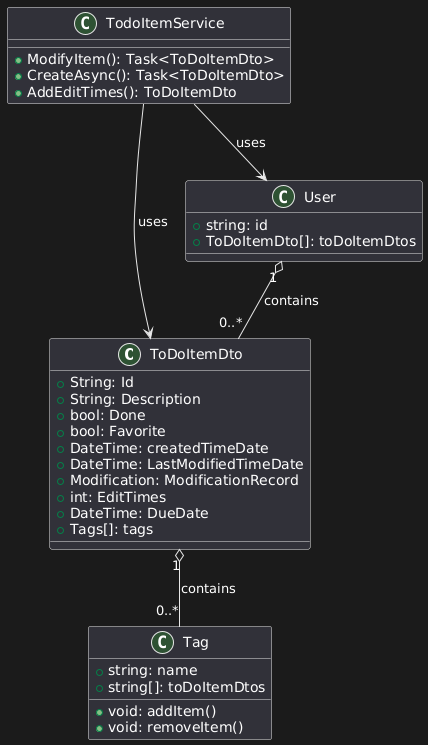 C TodoItemService
ModifyItem(): Task<ToDoItemDto>
CreateAsync(): Task<ToDoItemDto>
AddEditTimes(): ToDoItemDto
uses
C User
string: id
ToDoItemDto[]: toDoItemDtos
uses
1
contains
0..*
C ToDoItemDto
String: Id
String: Description
bool: Done
bool: Favorite
DateTime: createdTimeDate
DateTime: LastModifiedTimeDate
Modification: ModificationRecord
int: EditTimes
DateTime: DueDate
Tags[]: tags
1
contains
0..*
C Tag
string: name
string[]: toDoItemDtos
void: addItem()
void: removeItem()